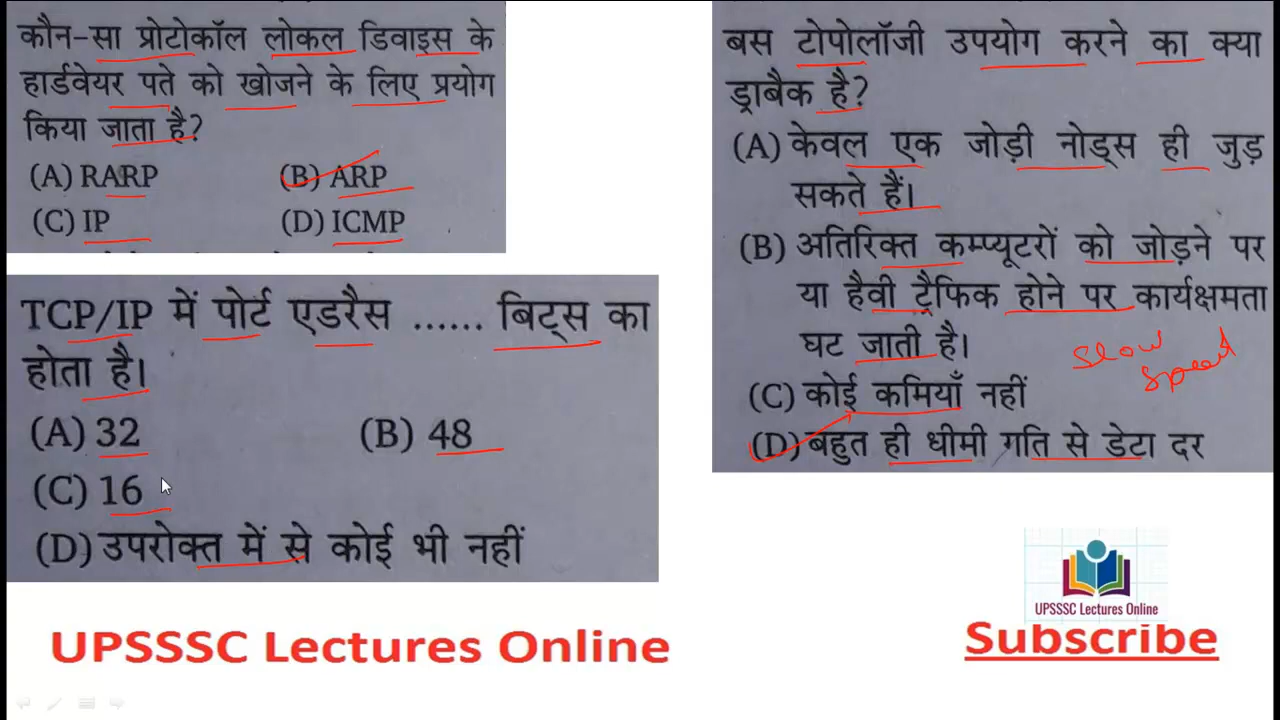 कौन-सा प्रोटोकॉल लोकल डिवाइस के
हार्डवेयर पते को खोजने के लिए प्रयोग
किया जाता है?
(A) RARP (B) ARP
(C) IP (D) ICMP
TCP/IP में पोर्ट एडरैस ...... बिट्स का
होता है।
(A) 32 (B) 48
(C) 16
(D) उपरोक्त में से कोई भी नहीं
बस टोपोलॉजी उपयोग करने का क्या
ड्राबैक है?
(A) केवल एक जोड़ी नोड्स ही जुड़
सकते हैं।
(B) अतिरिक्त कम्प्यूटरों को जोड़ने पर
या हैवी ट्रैफिक होने पर कार्यक्षमता
घट जाती है।
Slow
Speed
(C) कोई कमियाँ नहीं
(D) बहुत ही धीमी गति से डेटा दर
UPSSSC Lectures Online
Subscribe
UPSSSC Lectures Online